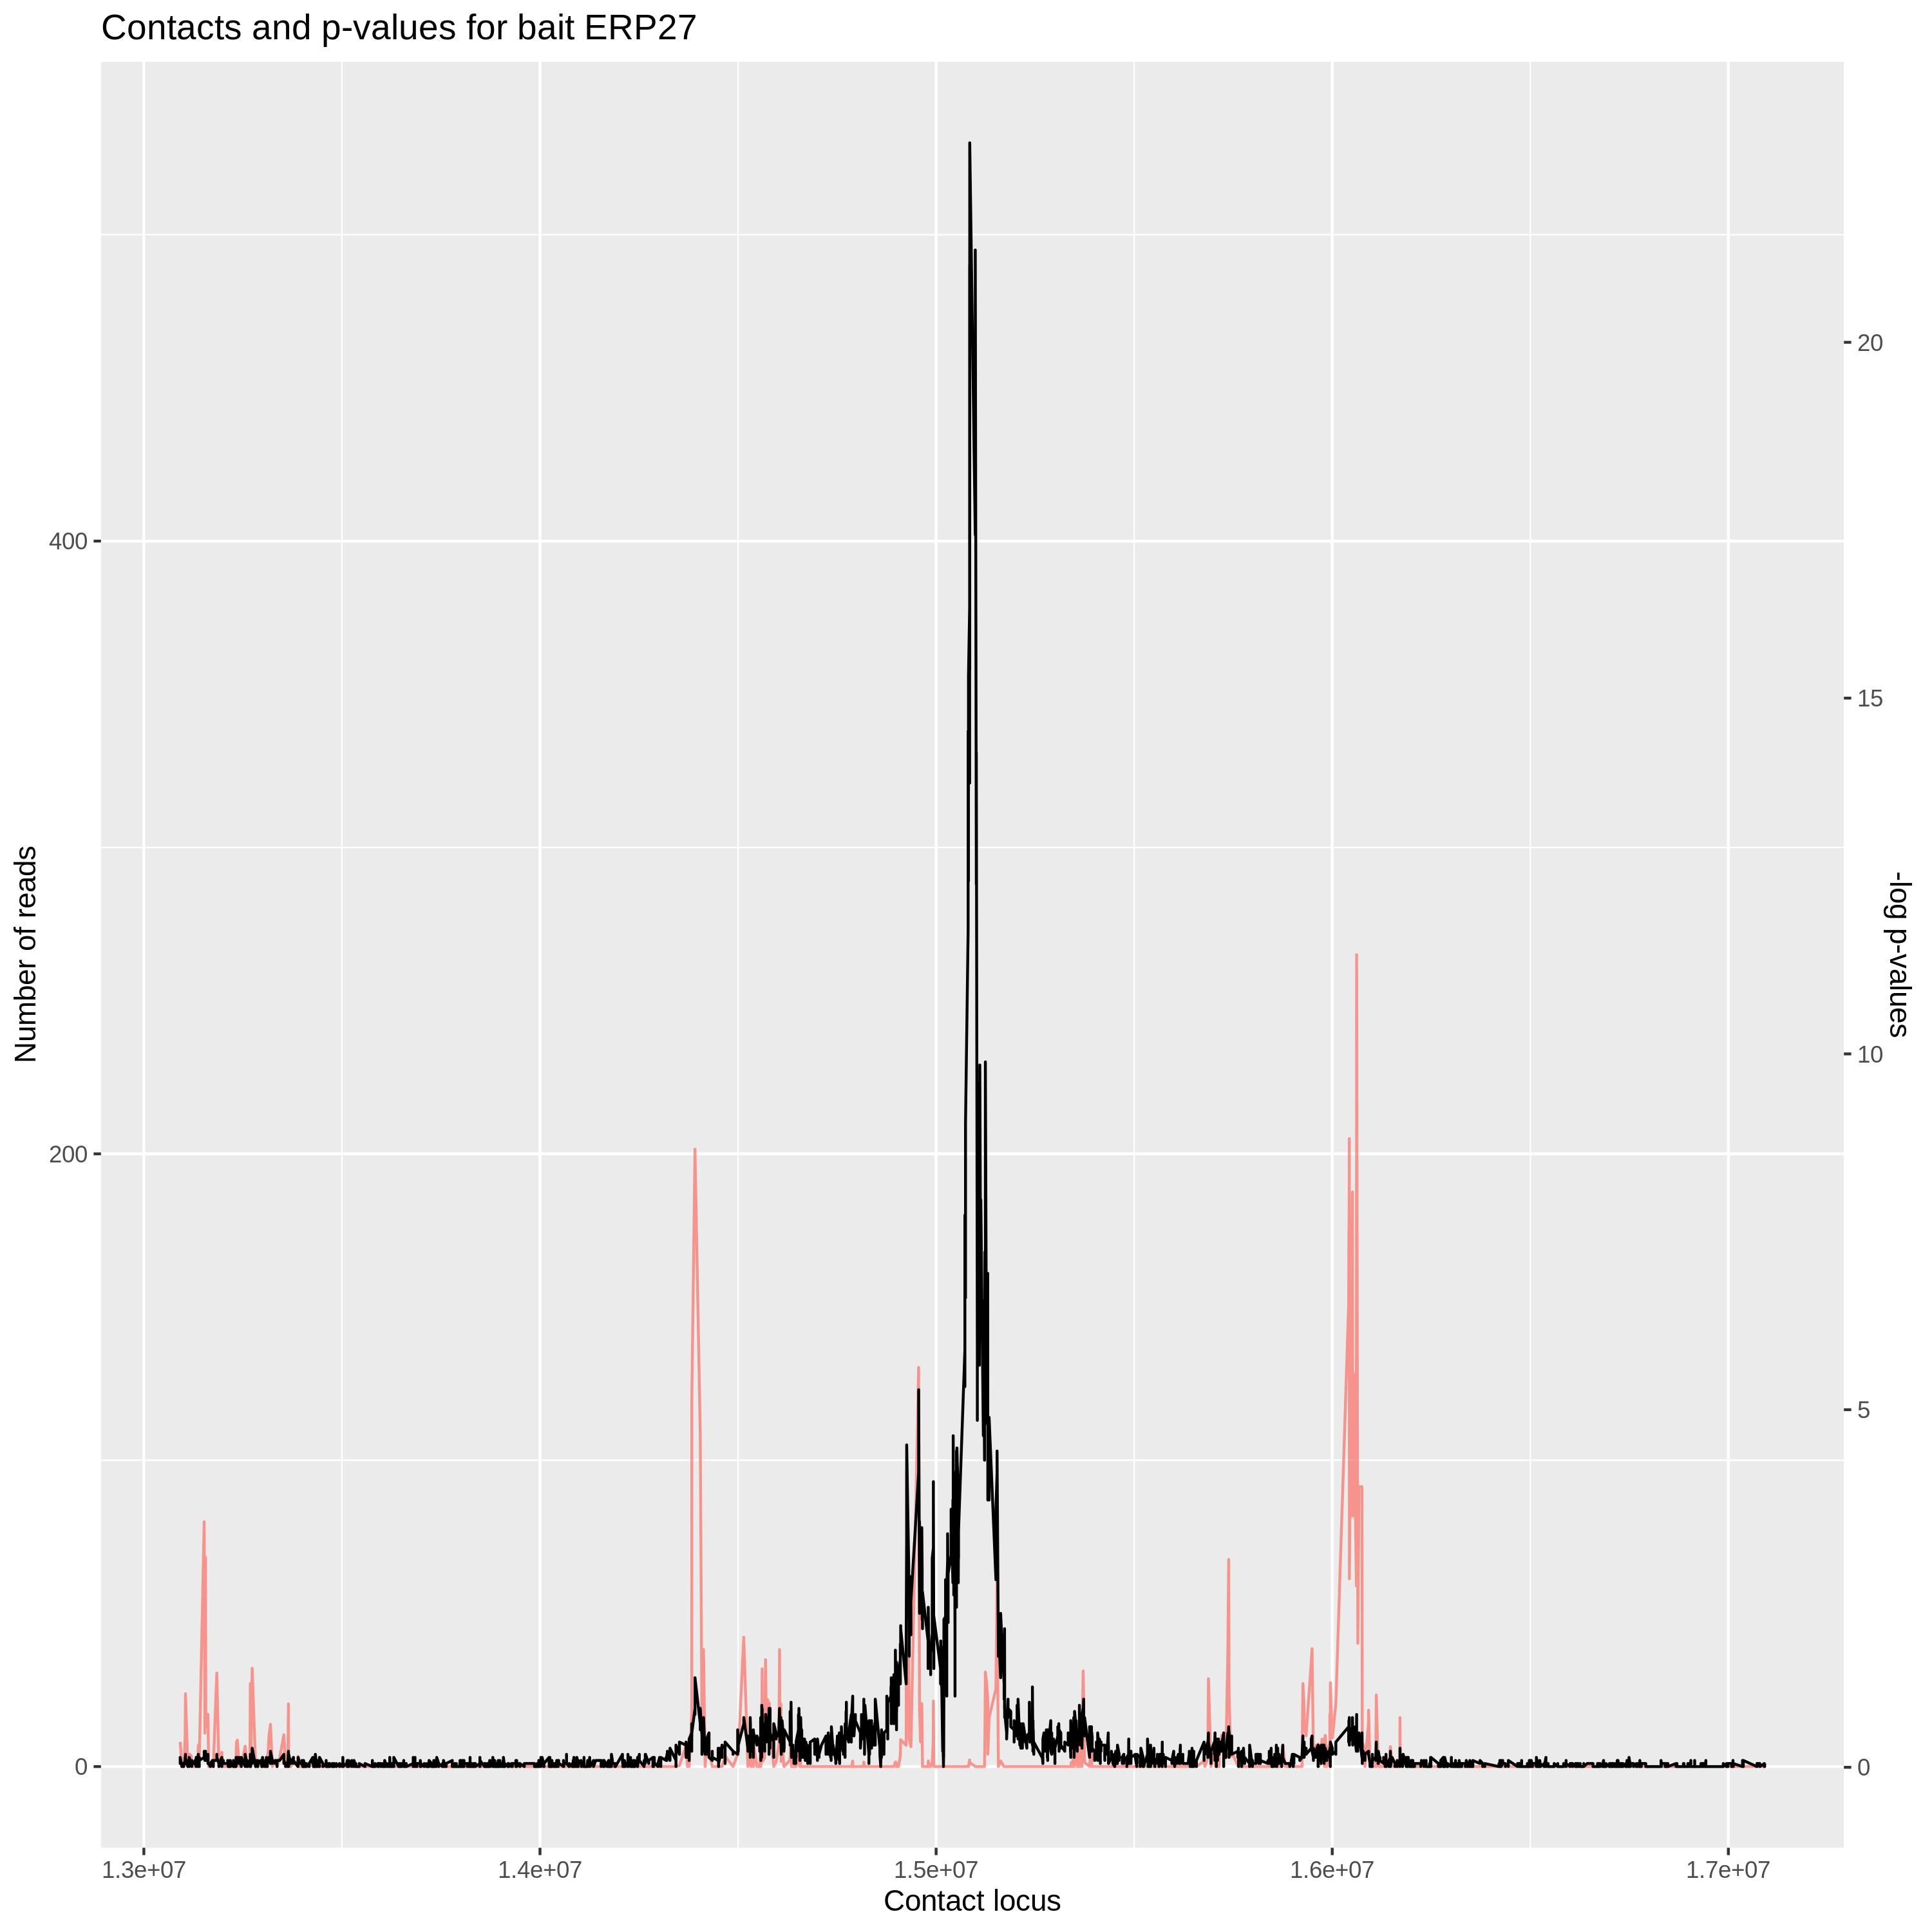 Contacts and p-values for bait ERP27
Number of reads
400
200
0
20
15
10
5
0
-log p-values
1.3e+07 1.4e+07 1.5e+07 1.6e+07 1.7e+07
Contact locus